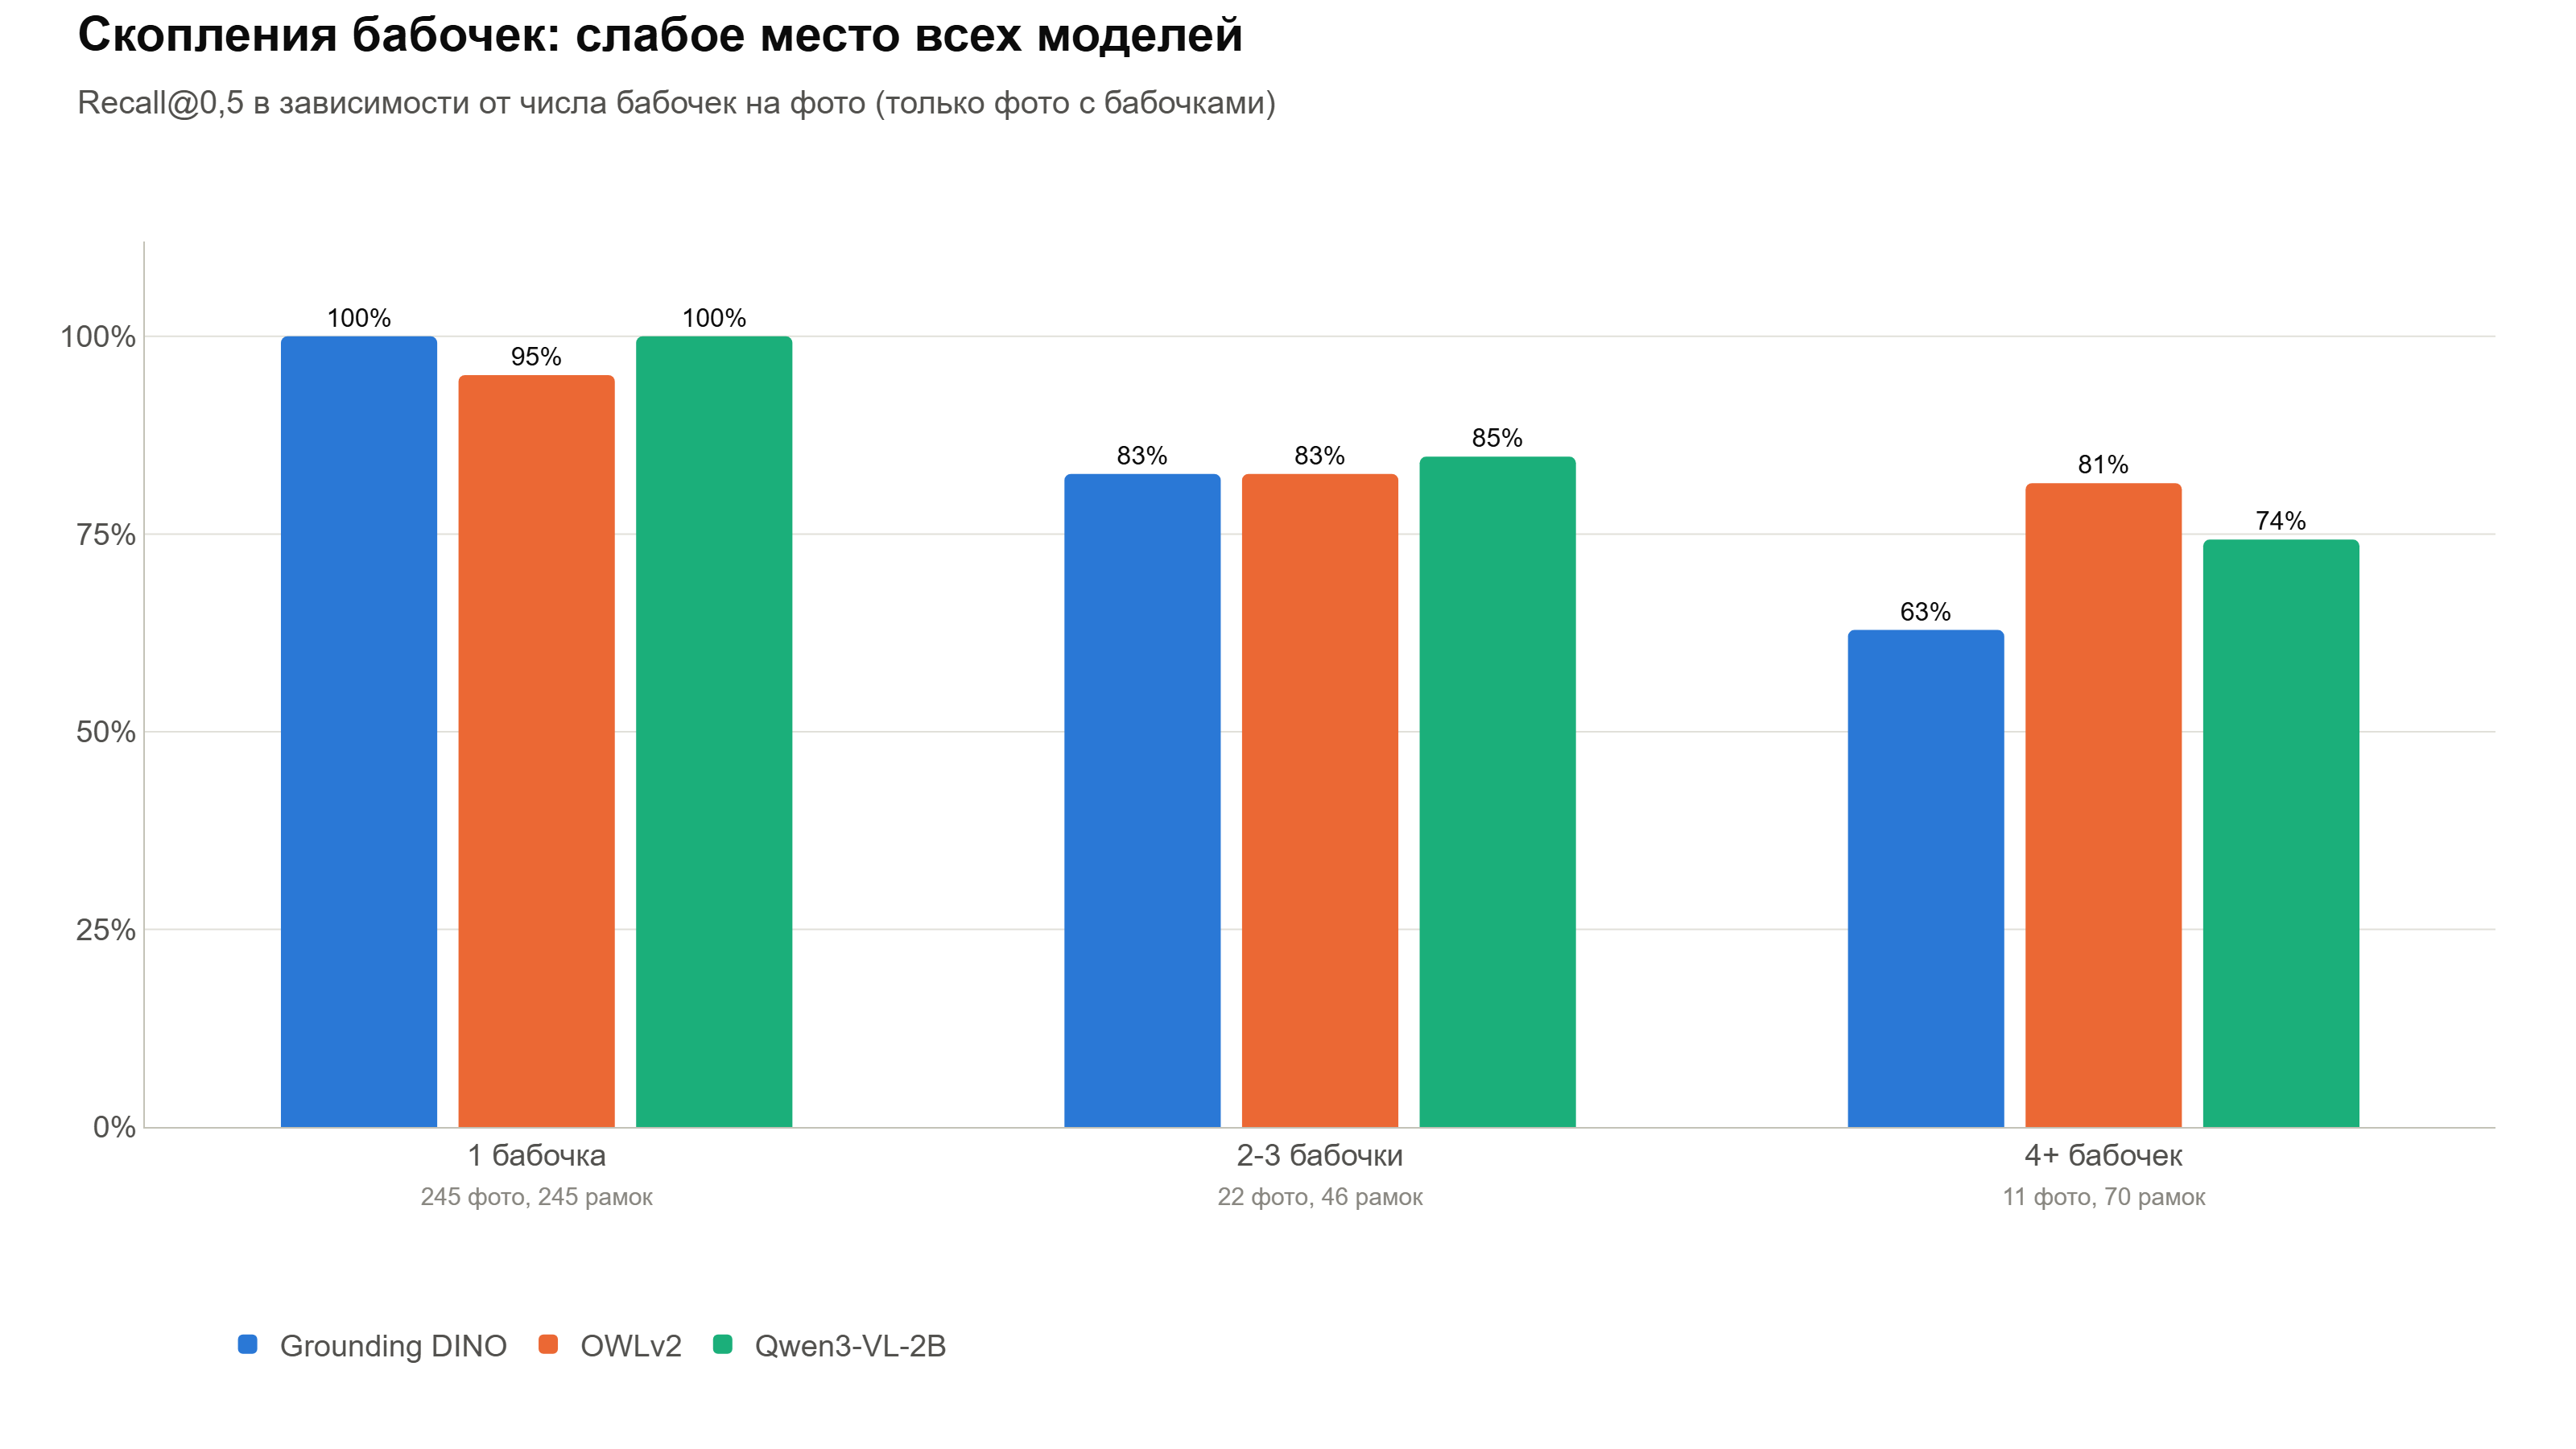 Скопления бабочек: слабое место всех моделей
Recall@0,5 в зависимости от числа бабочек на фото (только фото с бабочками)
100%
75%
50%
25%
0%
100%
95%
100%
83%
83%
85%
63%
81%
74%
1 бабочка
245 фото, 245 рамок
2-3 бабочки
22 фото, 46 рамок
4+ бабочек
11 фото, 70 рамок
Grounding DINO
OWLv2
Qwen3-VL-2B